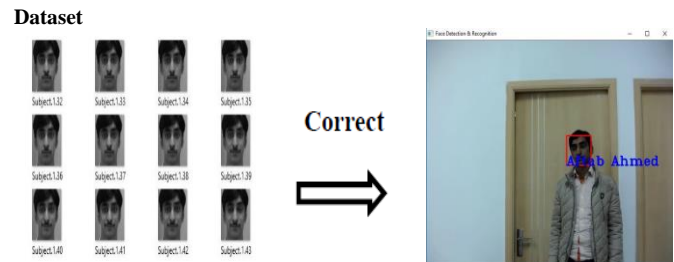 Dataset
Face Detection & Recognition
Subject.1.32 Subject.1.33 Subject.1.34 Subject.1.35
Correct
Subject.1.36 Subject.1.37 Subject.1.38 Subject.1.39
Aftab Ahmed
Subject.1.40 Subject.1.41 Subject.1.42 Subject.1.43